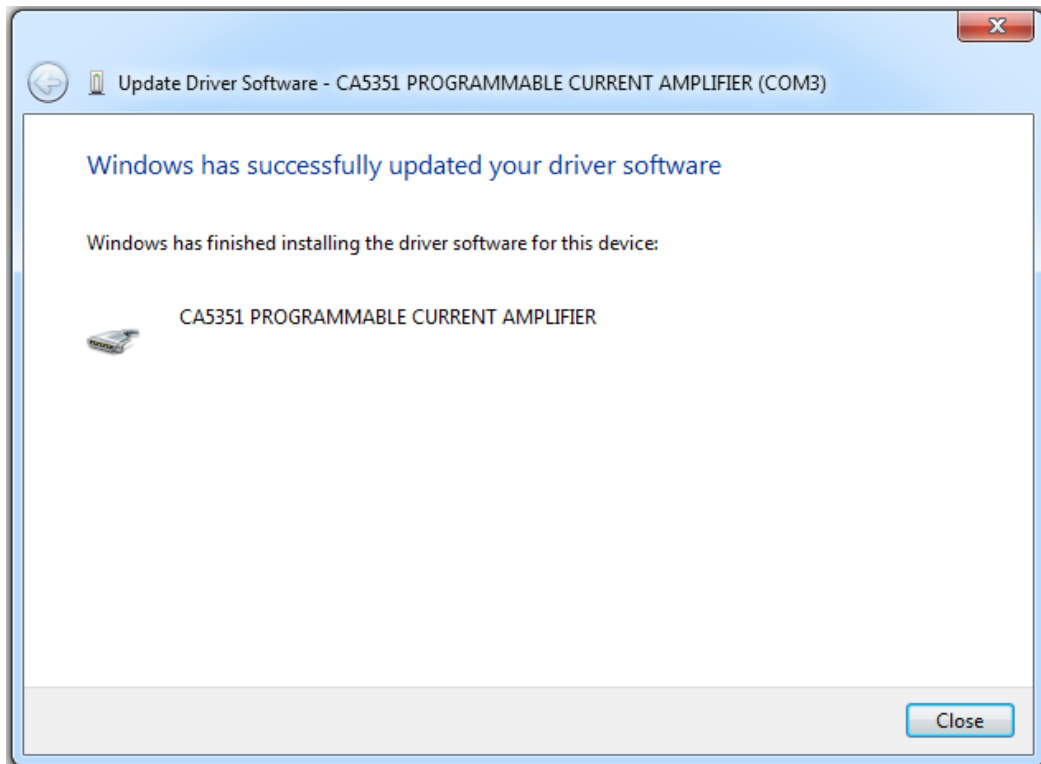 Update Driver Software - CA5351 PROGRAMMABLE CURRENT AMPLIFIER (COM3)
Windows has successfully updated your driver software
Windows has finished installing the driver software for this device:
CA5351 PROGRAMMABLE CURRENT AMPLIFIER
Close